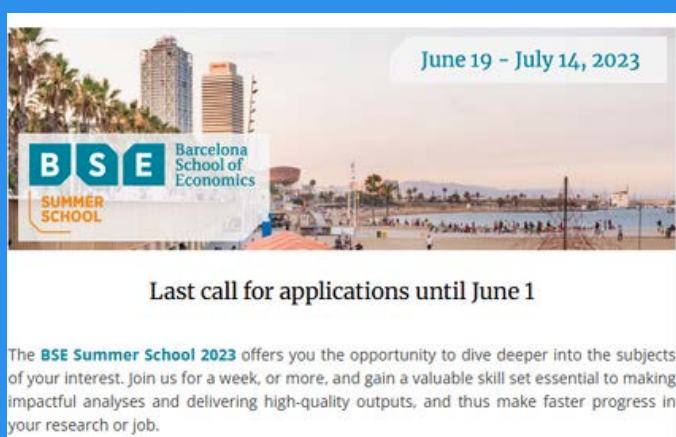 June 19 - July 14, 2023
BSE
Barcelona
School of
Economics
SUMMER
SCHOOL
Last call for applications until June 1
The BSE Summer School 2023 offers you the opportunity to dive deeper into the subjects
of your interest. Join us for a week, or more, and gain a valuable skill set essential to making
impactful analyses and delivering high-quality outputs, and thus make faster progress in
your research or job.